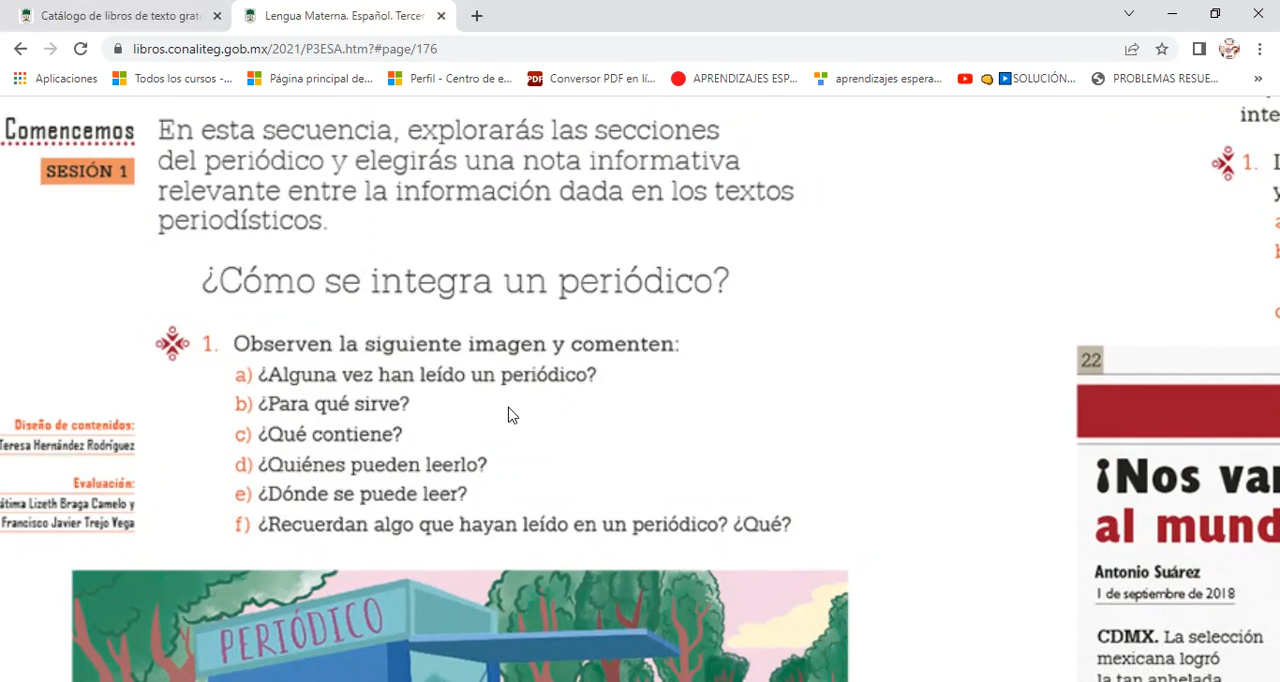 Catálogo de libros de texto grat
Lengua Materna. Español. Tercer
libros.conaliteg.gob.mx/2021/P3ESA.htm?#page/176
Aplicaciones
Todos los cursos -...
Página principal de...
Perfil - Centro de e...
PDF
Conversor PDF en lí...
APRENDIZAJES ESP...
aprendizajes espera...
SOLUCIÓN...
PROBLEMAS RESUE...
»
Comencemos
SESIÓN 1
En esta secuencia, explorarás las secciones
del periódico y elegirás una nota informativa
relevante entre la información dada en los textos
periodísticos.
¿Cómo se integra un periódico?
1. Observen la siguiente imagen y comenten:
a) ¿Alguna vez han leído un periódico?
b) ¿Para qué sirve?
c) ¿Qué contiene?
d) ¿Quiénes pueden leerlo?
e) ¿Dónde se puede leer?
f) ¿Recuerdan algo que hayan leído en un periódico? ¿Qué?
Diseño de contenidos:
Teresa Hernández Rodríguez
Evaluación:
átima Lizeth Braga Camelo y
Francisco Javier Trejo Vega
PERIÓDICO
inte
1.
y
22
¡Nos va
al mund
Antonio Suárez
1 de septiembre de 2018
CDMX. La selección
mexicana logró
la tan anhelada